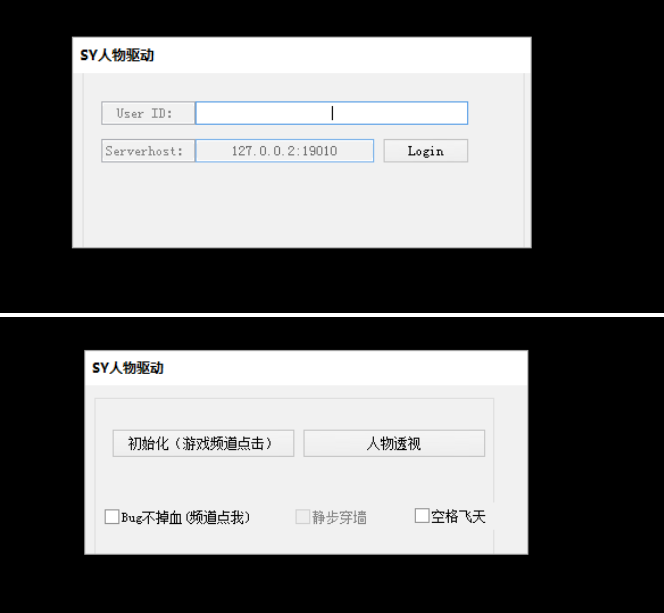 SY人物驱动
User ID:
Serverhost: 127.0.0.2:19010 Login
SY人物驱动
初始化（游戏频道点击） 人物透视
Bug不掉血(频道点我) 静步穿墙 空格飞天